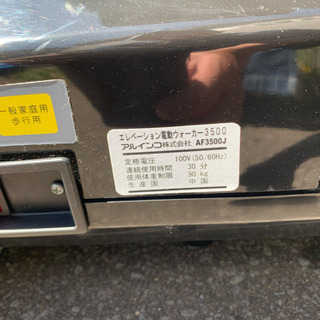 一般家庭用
歩行用
エレベーション電動ウォーカー3500
アルインコ株式会社 AF3500J
定格電圧 100V(50/60Hz)
連続使用時間 30分
使用体重制限 90kg
生産国 中国